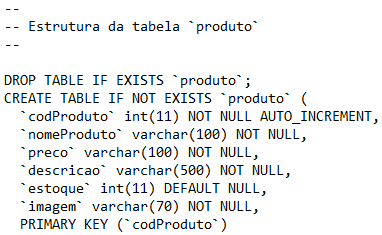 --
-- Estrutura da tabela `produto`
--
DROP TABLE IF EXISTS `produto`;
CREATE TABLE IF NOT EXISTS `produto` (
  `codProduto` int(11) NOT NULL AUTO_INCREMENT,
  `nomeProduto` varchar(100) NOT NULL,
  `preco` varchar(100) NOT NULL,
  `descricao` varchar(500) NOT NULL,
  `estoque` int(11) DEFAULT NULL,
  `imagem` varchar(70) NOT NULL,
  PRIMARY KEY (`codProduto`)